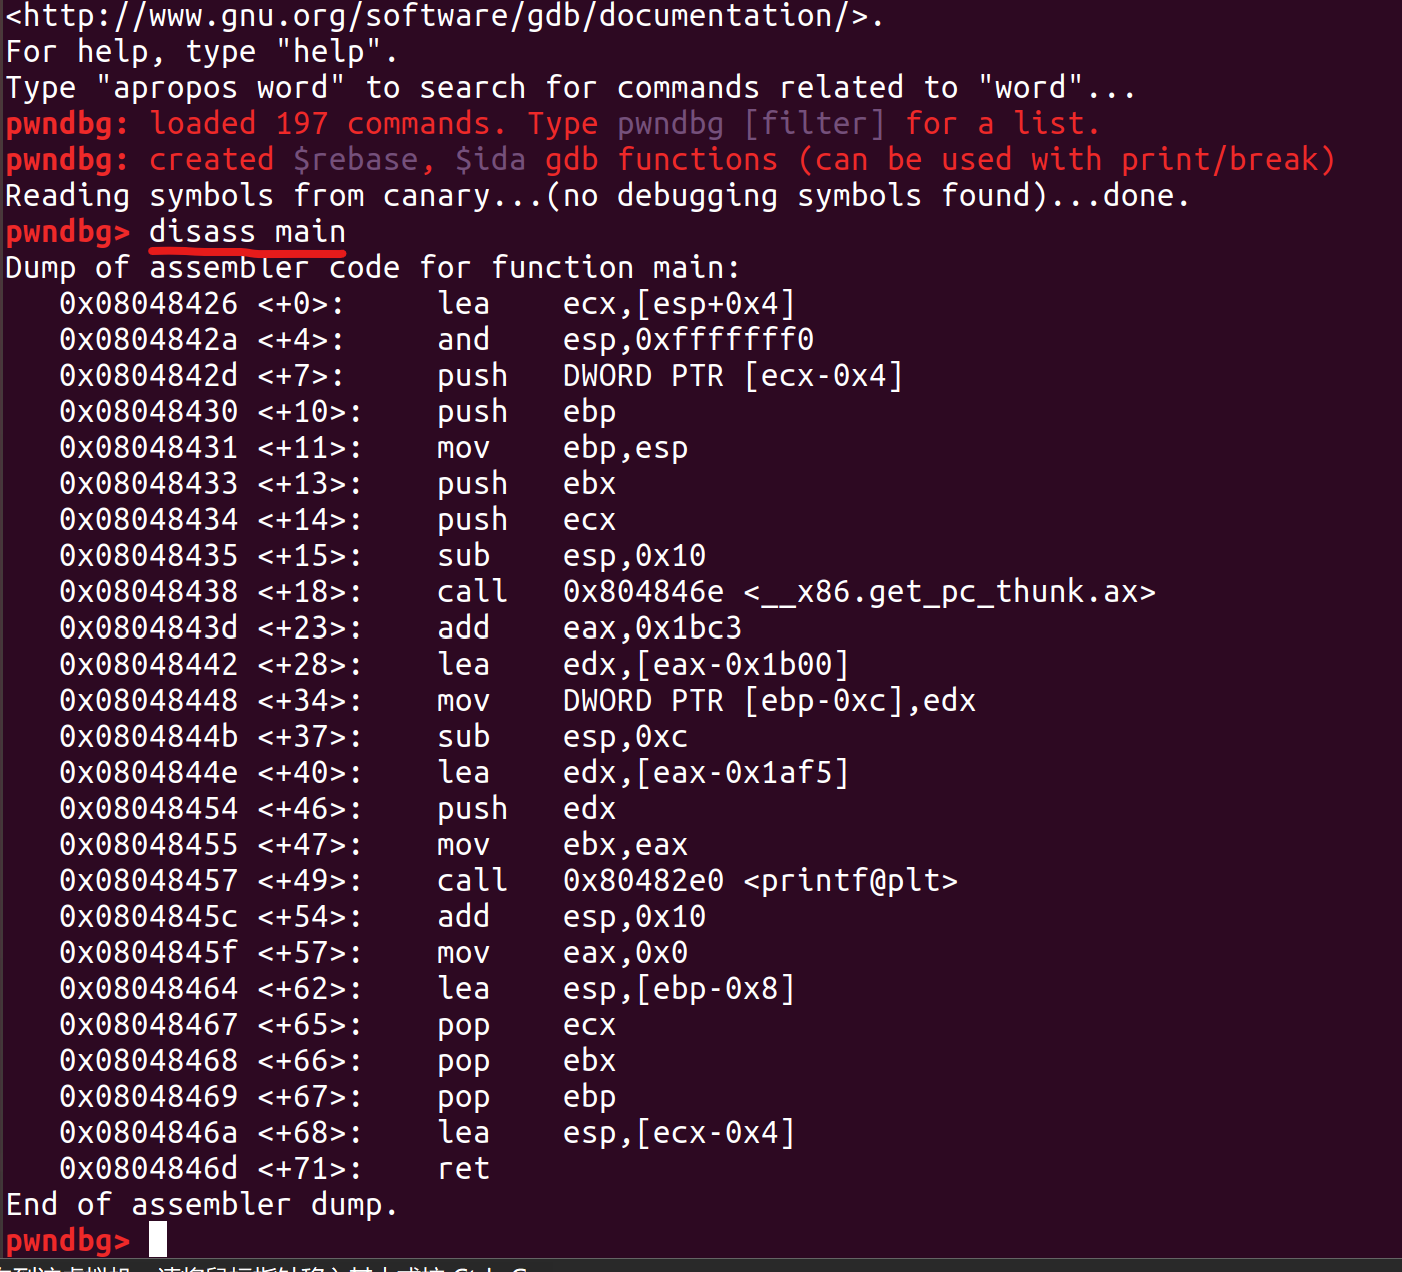 <http://www.gnu.org/software/gdb/documentation/>.
For help, type "help".
Type "apropos word" to search for commands related to "word"...
pwndbg: loaded 197 commands. Type pwndbg [filter] for a list.
pwndbg: created $rebase, $ida gdb functions (can be used with print/break)
Reading symbols from canary...(no debugging symbols found)...done.
pwndbg> disass main
Dump of assembler code for function main:
   0x08048426 <+0>:	lea    ecx,[esp+0x4]
   0x0804842a <+4>:	and    esp,0xfffffff0
   0x0804842d <+7>:	push   DWORD PTR [ecx-0x4]
   0x08048430 <+10>:	push   ebp
   0x08048431 <+11>:	mov    ebp,esp
   0x08048433 <+13>:	push   ebx
   0x08048434 <+14>:	push   ecx
   0x08048435 <+15>:	sub    esp,0x10
   0x08048438 <+18>:	call   0x804846e <__x86.get_pc_thunk.ax>
   0x0804843d <+23>:	add    eax,0x1bc3
   0x08048442 <+28>:	lea    edx,[eax-0x1b00]
   0x08048448 <+34>:	mov    DWORD PTR [ebp-0xc],edx
   0x0804844b <+37>:	sub    esp,0xc
   0x0804844e <+40>:	lea    edx,[eax-0x1af5]
   0x08048454 <+46>:	push   edx
   0x08048455 <+47>:	mov    ebx,eax
   0x08048457 <+49>:	call   0x80482e0 <printf@plt>
   0x0804845c <+54>:	add    esp,0x10
   0x0804845f <+57>:	mov    eax,0x0
   0x08048464 <+62>:	lea    esp,[ebp-0x8]
   0x08048467 <+65>:	pop    ecx
   0x08048468 <+66>:	pop    ebx
   0x08048469 <+67>:	pop    ebp
   0x0804846a <+68>:	lea    esp,[ecx-0x4]
   0x0804846d <+71>:	ret
End of assembler dump.
pwndbg>